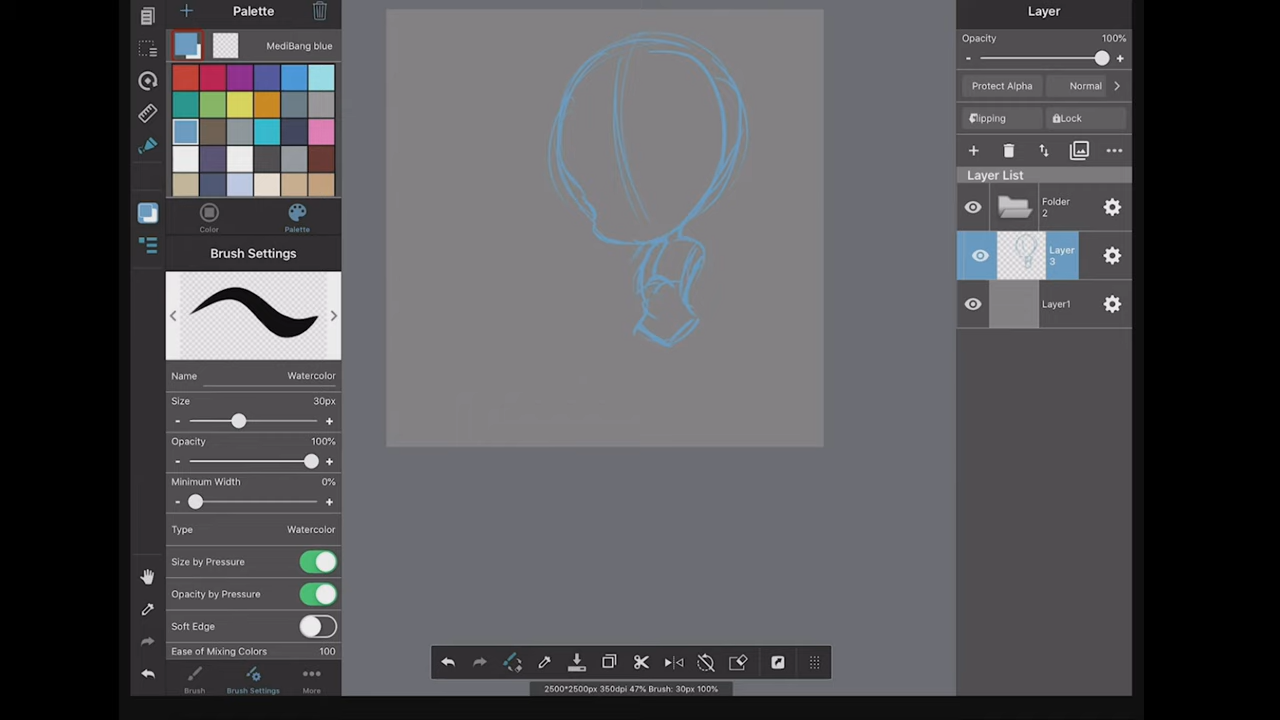 Palette
MediBang blue
Color
Palette
Brush Settings
Name Watercolor
Size 30px
- +
Opacity 100%
- +
Minimum Width 0%
- +
Type Watercolor
Size by Pressure
Opacity by Pressure
Soft Edge
Ease of Mixing Colors 100
Brush
Brush Settings
More
2500*2500px 350dpi 47% Brush: 30px 100%
Layer
Opacity 100%
- +
Protect Alpha Normal
lipping Lock
Layer List
Folder
2
Layer
3
Layer1